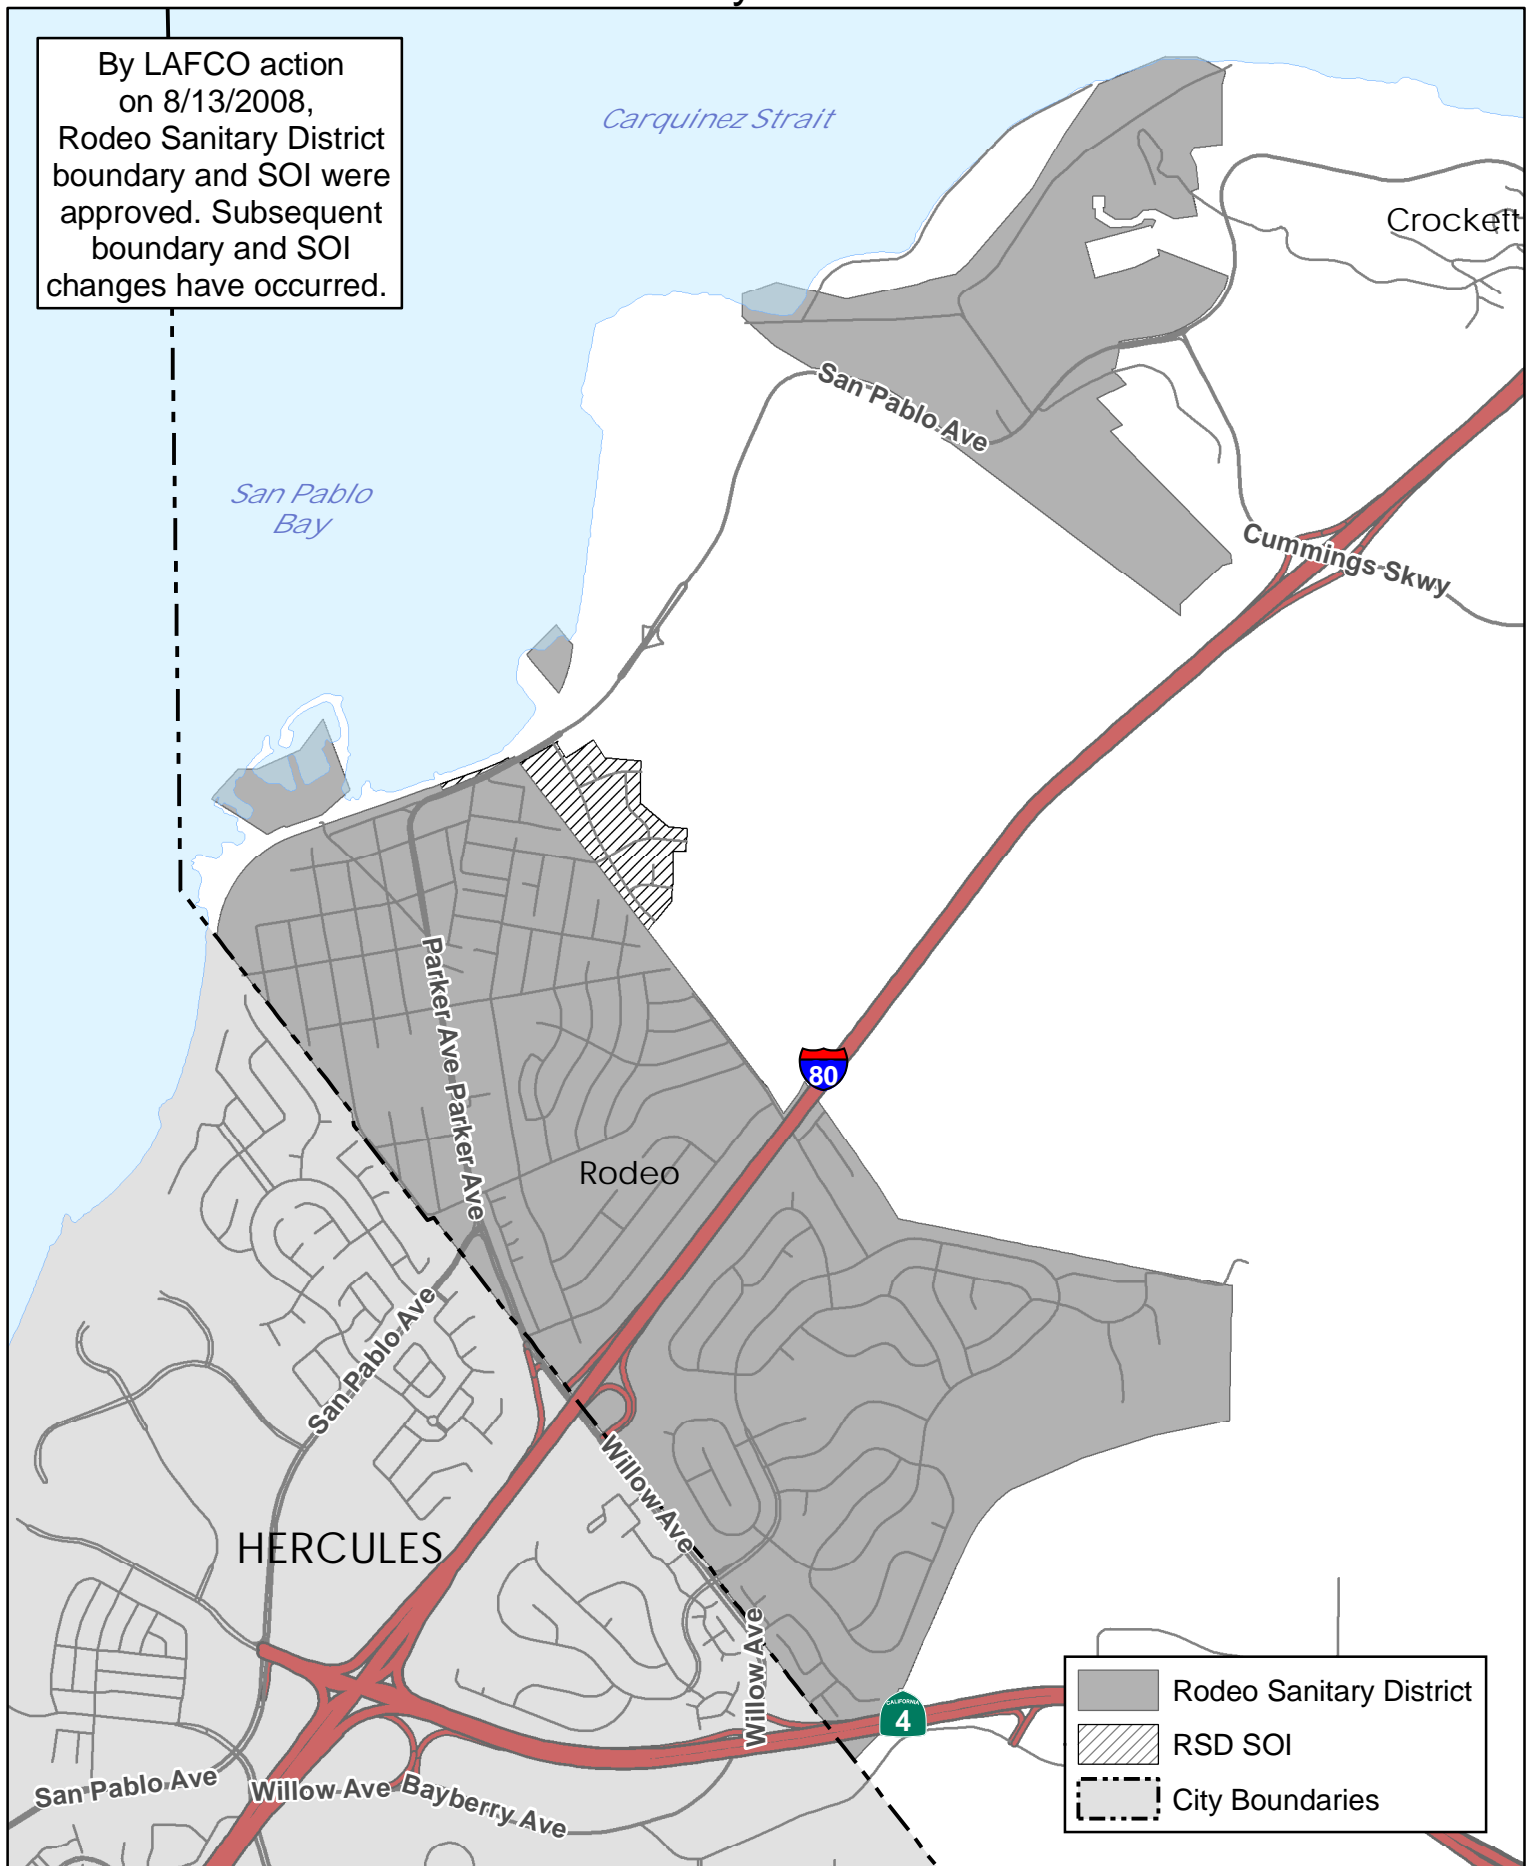 By LAFCO action
on 8/13/2008,
Rodeo Sanitary District
boundary and SOI were
approved. Subsequent
boundary and SOI
changes have occurred.
Carquinez Strait
Crockett
San Pablo Ave
San Pablo
Bay
Cummings Skwy
Parker Ave
Parker Ave
80
Rodeo
San Pablo Ave
Willow Ave
HERCULES
Willow Ave
CALIFORNIA
4
San Pablo Ave
Willow Ave
Bayberry Ave
Rodeo Sanitary District
RSD SOI
City Boundaries